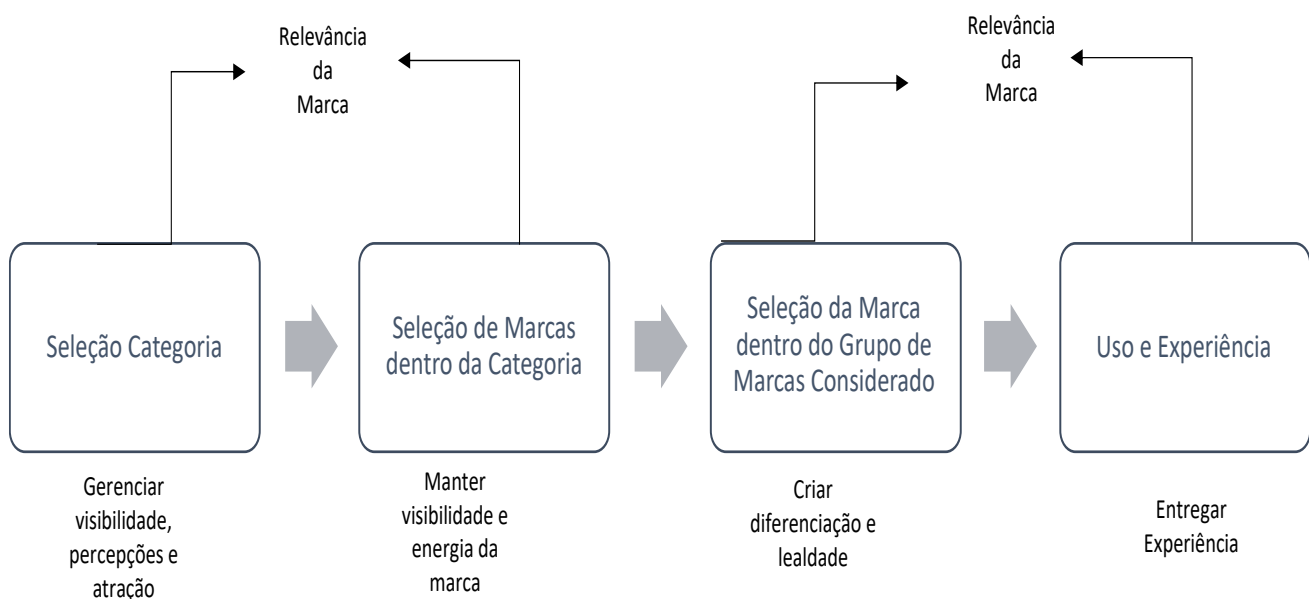 Relevância
da
Marca
Relevância
da
Marca
Seleção Categoria
Seleção de Marcas
dentro da Categoria
Seleção da Marca
dentro do Grupo de
Marcas Considerado
Uso e Experiência
Gerenciar
visibilidade,
percepções e
atração
Manter
visibilidade e
energia da
marca
Criar
diferenciação e
lealdade
Entregar
Experiência